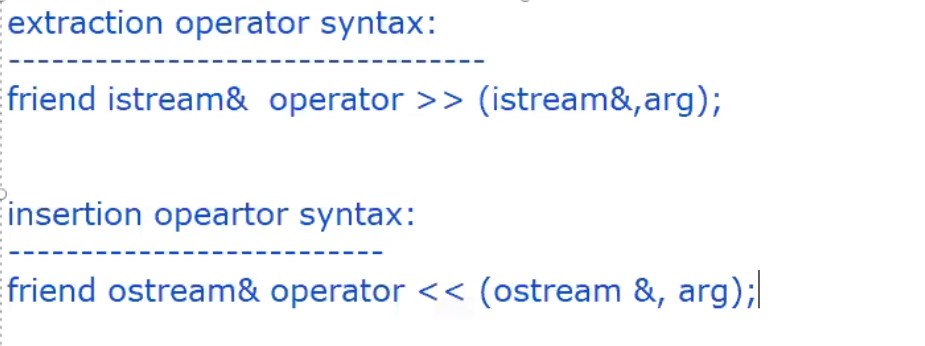 extraction operator syntax:
---------------------------------
friend istream&  operator >> (istream&,arg);
insertion opeartor syntax:
--------------------------
friend ostream& operator << (ostream &, arg);